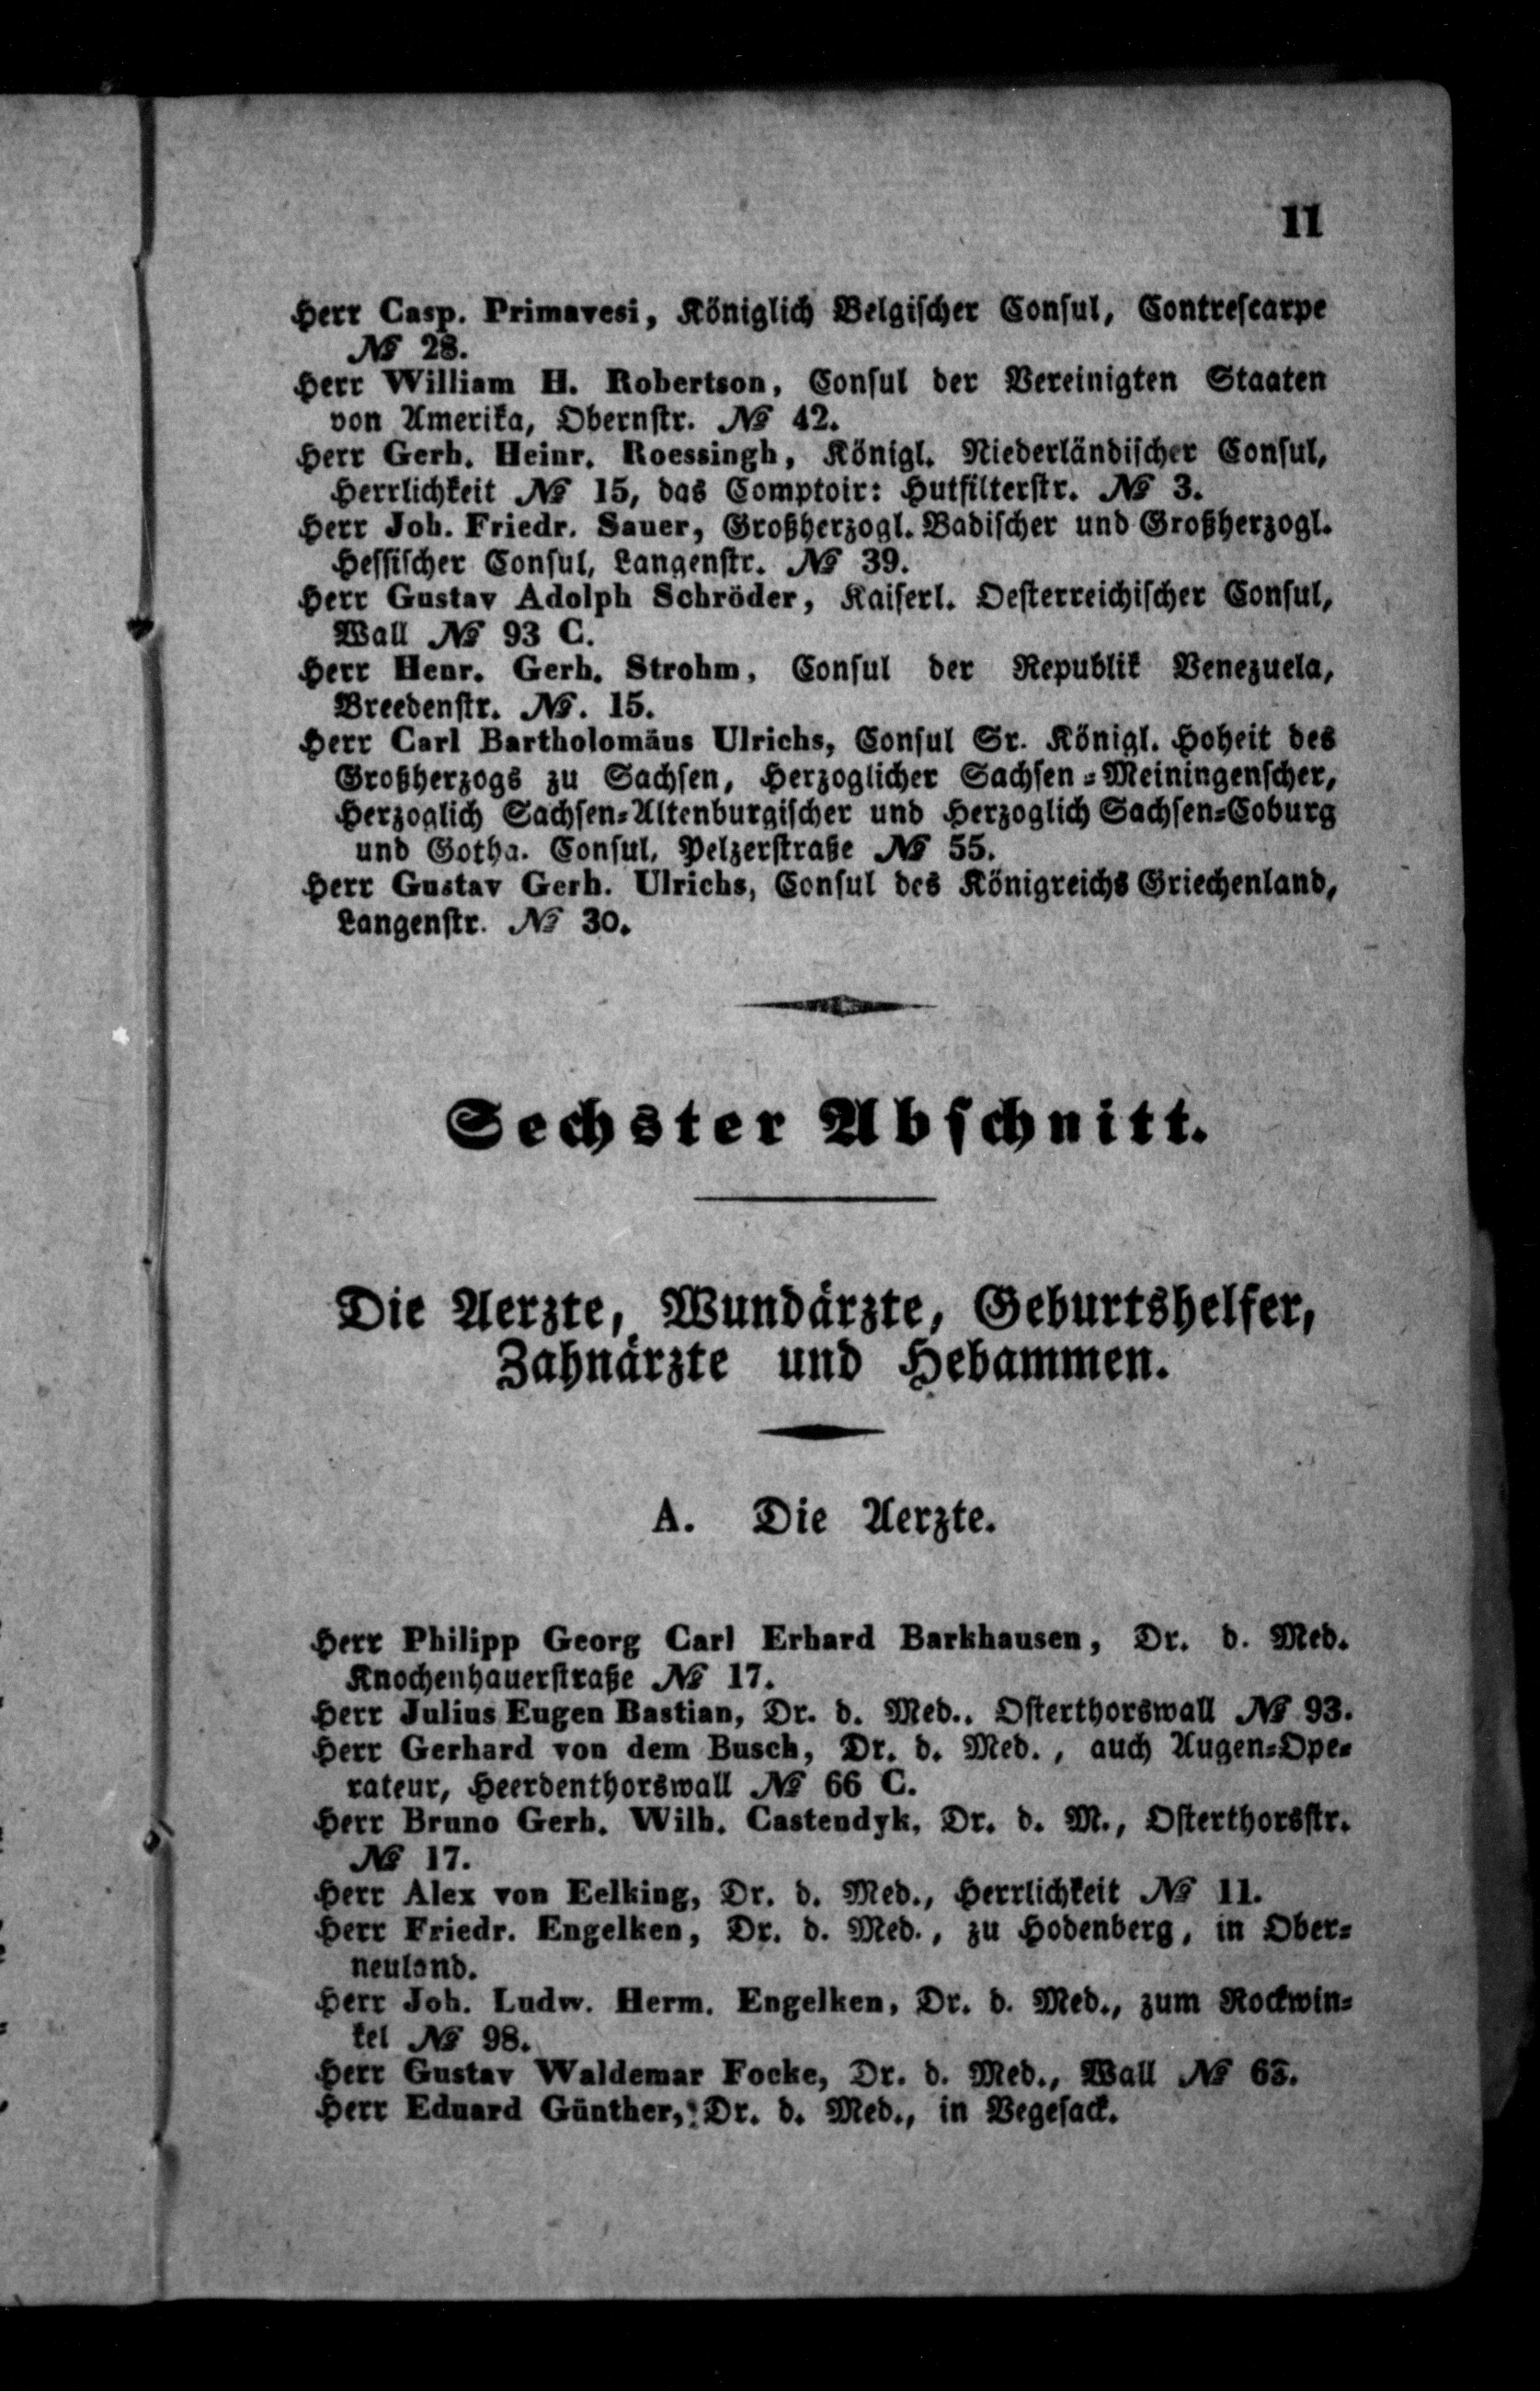 11
Herr Casp. Primavesi, Königlich Belgischer Consul, Contrescarpe
№ 28.
Herr William H. Robertson, Consul der Vereinigten Staaten
von Amerika, Obernstr. № 42.
Herr Gerh. Heinr. Roessingh, Königl. Niederländischer Consul,
Herrlichkeit № 15, das Comptoir: Hutfilterstr. № 3.
Herr Joh. Friedr. Sauer, Großherzogl. Badischer und Großherzogl.
Hessischer Consul, Langenstr. № 39.
Herr Gustav Adolph Schröder, Kaiserl. Oesterreichischer Consul,
Wall № 93 C.
Herr Henr. Gerh. Strohm, Consul der Republik Venezuela,
Breedenstr. №. 15.
Herr Carl Bartholomäus Ulrichs, Consul Sr. Königl. Hoheit des
Großherzogs zu Sachsen, Herzoglicher Sachsen-Meiningenscher,
Herzoglich Sachsen-Altenburgischer und Herzoglich Sachsen-Coburg
und Gotha. Consul, Pelzerstraße № 55.
Herr Gustav Gerh. Ulrichs, Consul des Königreichs Griechenland,
Langenstr. № 30.
Sechster Abschnitt.
Die Aerzte, Wundärzte, Geburtshelfer,
Zahnärzte und Hebammen.
A. Die Aerzte.
Herr Philipp Georg Carl Erhard Barkhausen, Dr. d. Med.
Knochenhauerstraße № 17.
Herr Julius Eugen Bastian, Dr. d. Med.. Osterthorswall № 93.
Herr Gerhard von dem Busch, Dr. d. Med., auch Augen-Ope-
rateur, Heerdenthorswall № 66 C.
Herr Bruno Gerh. Wilh. Castendyk, Dr. d. M., Osterthorsstr.
№ 17.
Herr Alex von Eelking, Dr. d. Med., Herrlichkeit № 11.
Herr Friedr. Engelken, Dr. d. Med., zu Hodenberg, in Ober-
neuland.
Herr Joh. Ludw. Herm. Engelken, Dr. d. Med., zum Rockwin-
kel № 98.
Herr Gustav Waldemar Focke, Dr. d. Med., Wall № 63.
Herr Eduard Günther, Dr. d. Med., in Vegesack.